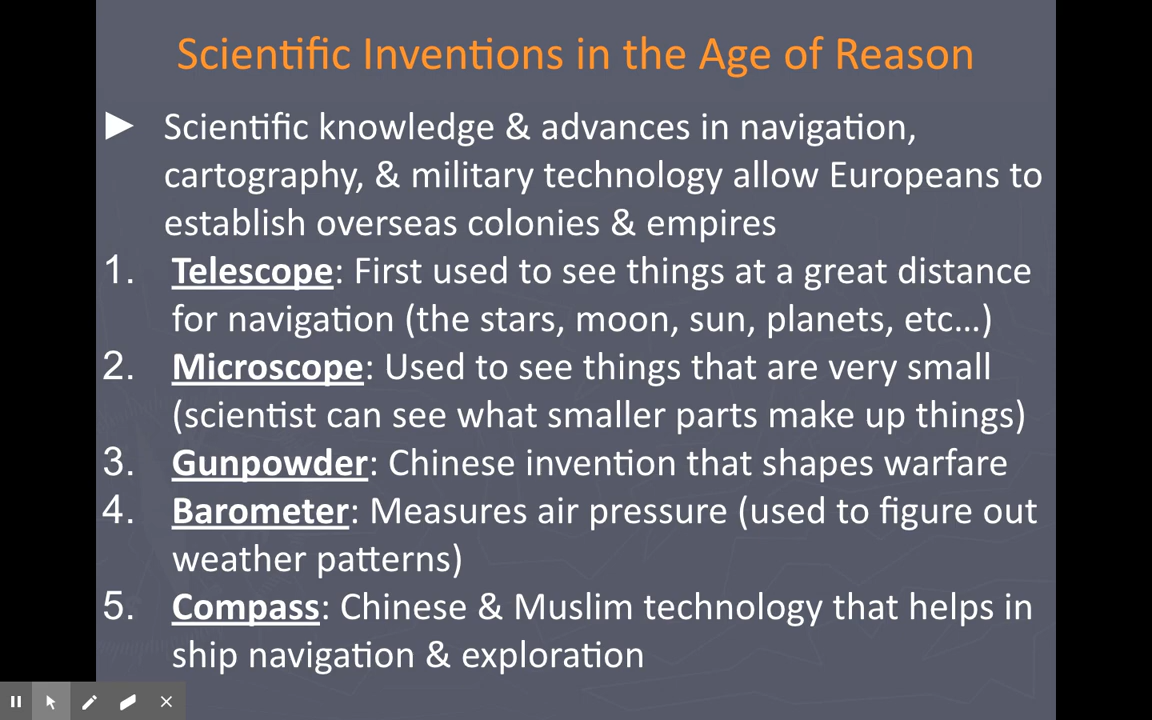 Scientific Inventions in the Age of Reason
► Scientific knowledge & advances in navigation,
cartography, & military technology allow Europeans to
establish overseas colonies & empires
1. Telescope: First used to see things at a great distance
for navigation (the stars, moon, sun, planets, etc…)
2. Microscope: Used to see things that are very small
(scientist can see what smaller parts make up things)
3. Gunpowder: Chinese invention that shapes warfare
4. Barometer: Measures air pressure (used to figure out
weather patterns)
5. Compass: Chinese & Muslim technology that helps in
ship navigation & exploration